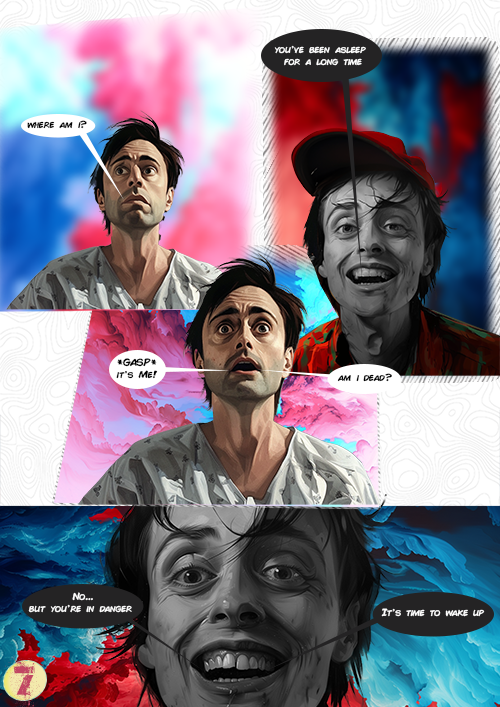 YOU'VE BEEN ASLEEP
FOR A LONG TIME
WHERE AM I?
*GASP*
IT'S ME!
AM I DEAD?
NO...
BUT YOU'RE IN DANGER
IT'S TIME TO WAKE UP
7